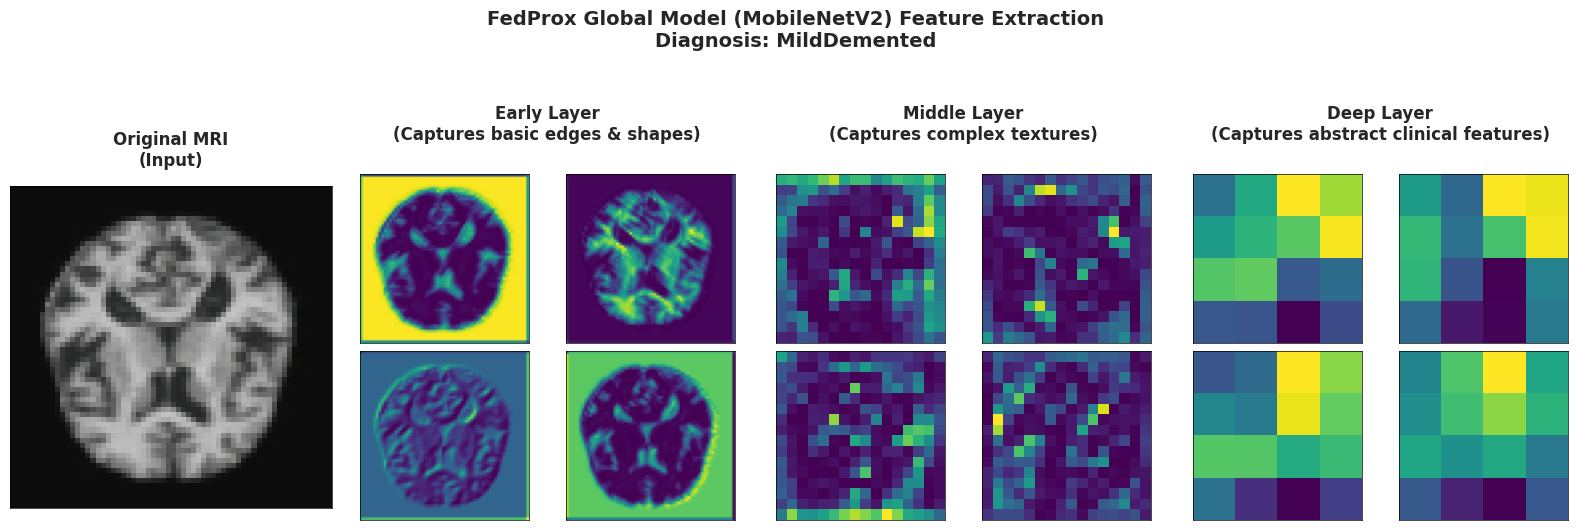 FedProx Global Model (MobileNetV2) Feature Extraction
Diagnosis: MildDemented
Original MRI
(Input)
Early Layer
(Captures basic edges & shapes)
Middle Layer
(Captures complex textures)
Deep Layer
(Captures abstract clinical features)